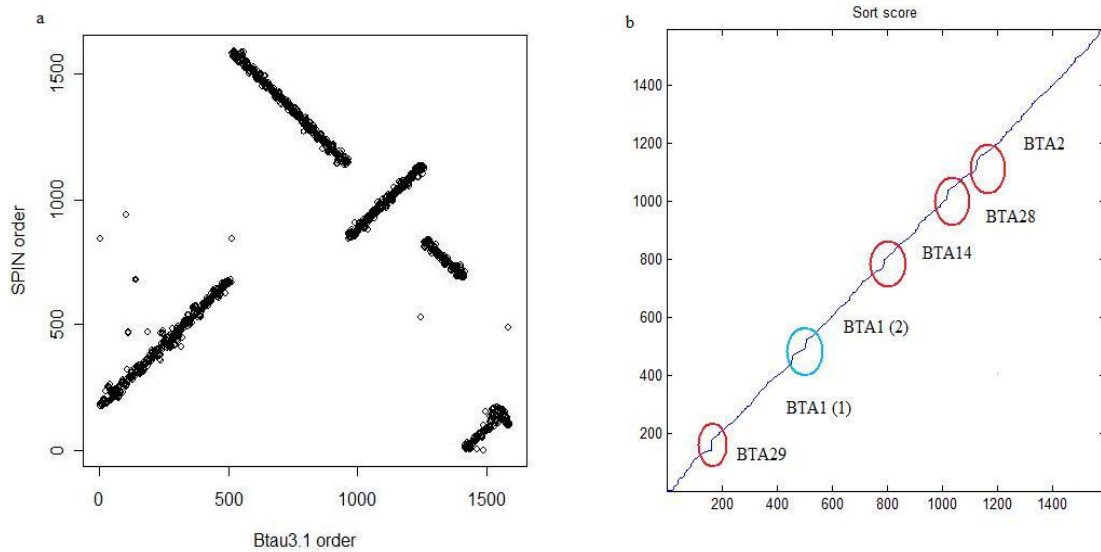 a
SPIN order
1500
1000
500
0
0 500 1000 1500
Btau3.1 order
b
Sort score
1400
1200
1000
800
600
400
200
BTA2
BTA28
BTA14
BTA1 (2)
BTA1 (1)
BTA29
200 400 600 800 1000 1200 1400